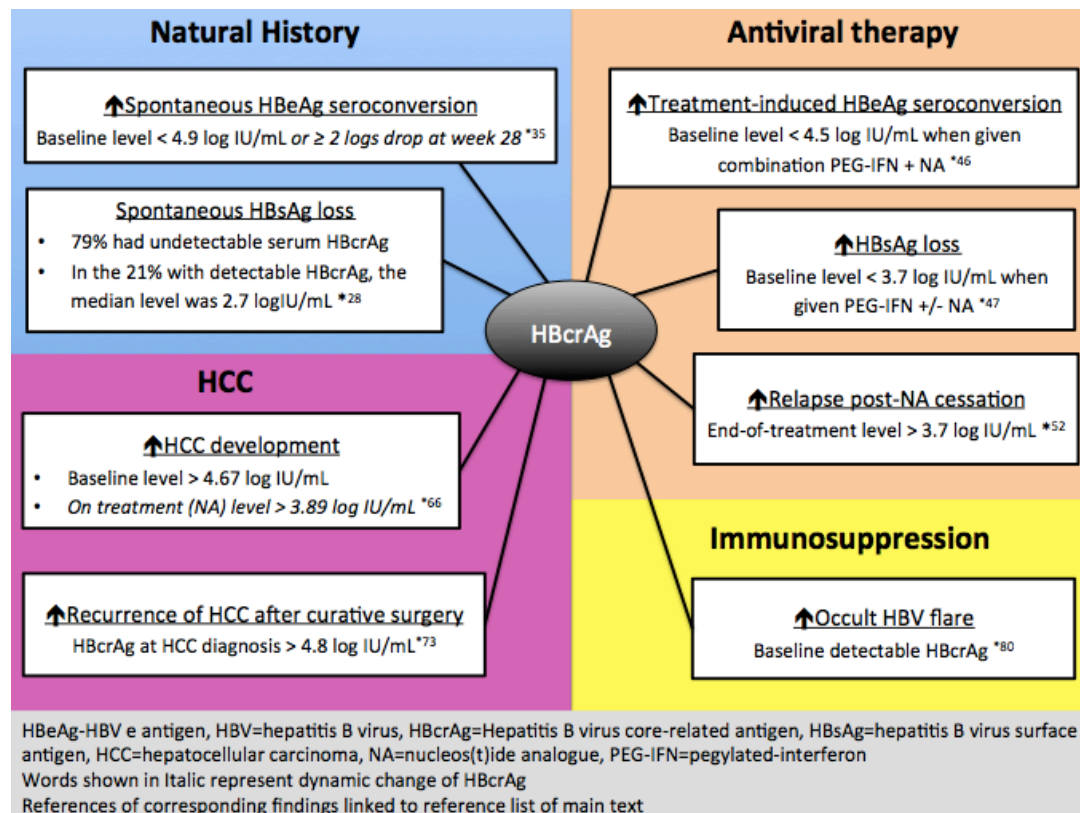 Natural History
↑Spontaneous HBeAg seroconversion
Baseline level < 4.9 log IU/mL or ≥ 2 logs drop at week 28 *35
Spontaneous HBsAg loss
• 79% had undetectable serum HBcrAg
• In the 21% with detectable HBcrAg, the
median level was 2.7 logIU/mL *28
Antiviral therapy
↑Treatment-induced HBeAg seroconversion
Baseline level < 4.5 log IU/mL when given
combination PEG-IFN + NA *46
↑HBsAg loss
Baseline level < 3.7 log IU/mL when
given PEG-IFN +/- NA *47
↑Relapse post-NA cessation
End-of-treatment level > 3.7 log IU/mL *52
HBcrAg
HCC
↑HCC development
• Baseline level > 4.67 log IU/mL
• On treatment (NA) level > 3.89 log IU/mL *66
↑Recurrence of HCC after curative surgery
HBcrAg at HCC diagnosis > 4.8 log IU/mL*73
Immunosuppression
↑Occult HBV flare
Baseline detectable HBcrAg *80
HBeAg-HBV e antigen, HBV=hepatitis B virus, HBcrAg=Hepatitis B virus core-related antigen, HBsAg=hepatitis B virus surface
antigen, HCC=hepatocellular carcinoma, NA=nucleos(t)ide analogue, PEG-IFN=pegylated-interferon
Words shown in Italic represent dynamic change of HBcrAg
References of corresponding findings linked to reference list of main text